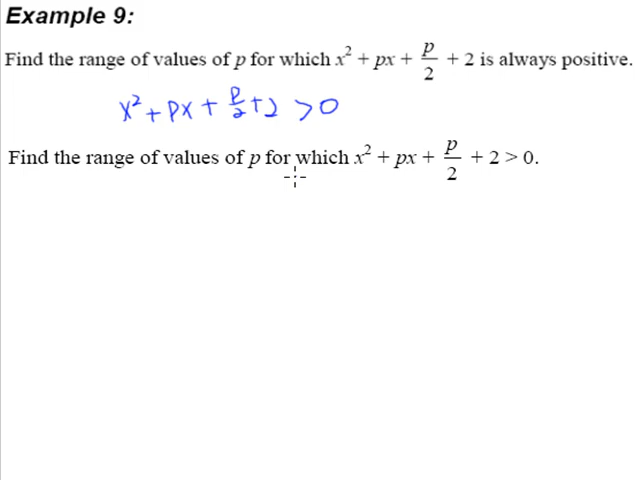 Example 9:
Find the range of values of p for which x² + px + p/2 + 2 is always positive.
x² + px + p/2 + 2 > 0
Find the range of values of p for which x² + px + p/2 + 2 > 0.